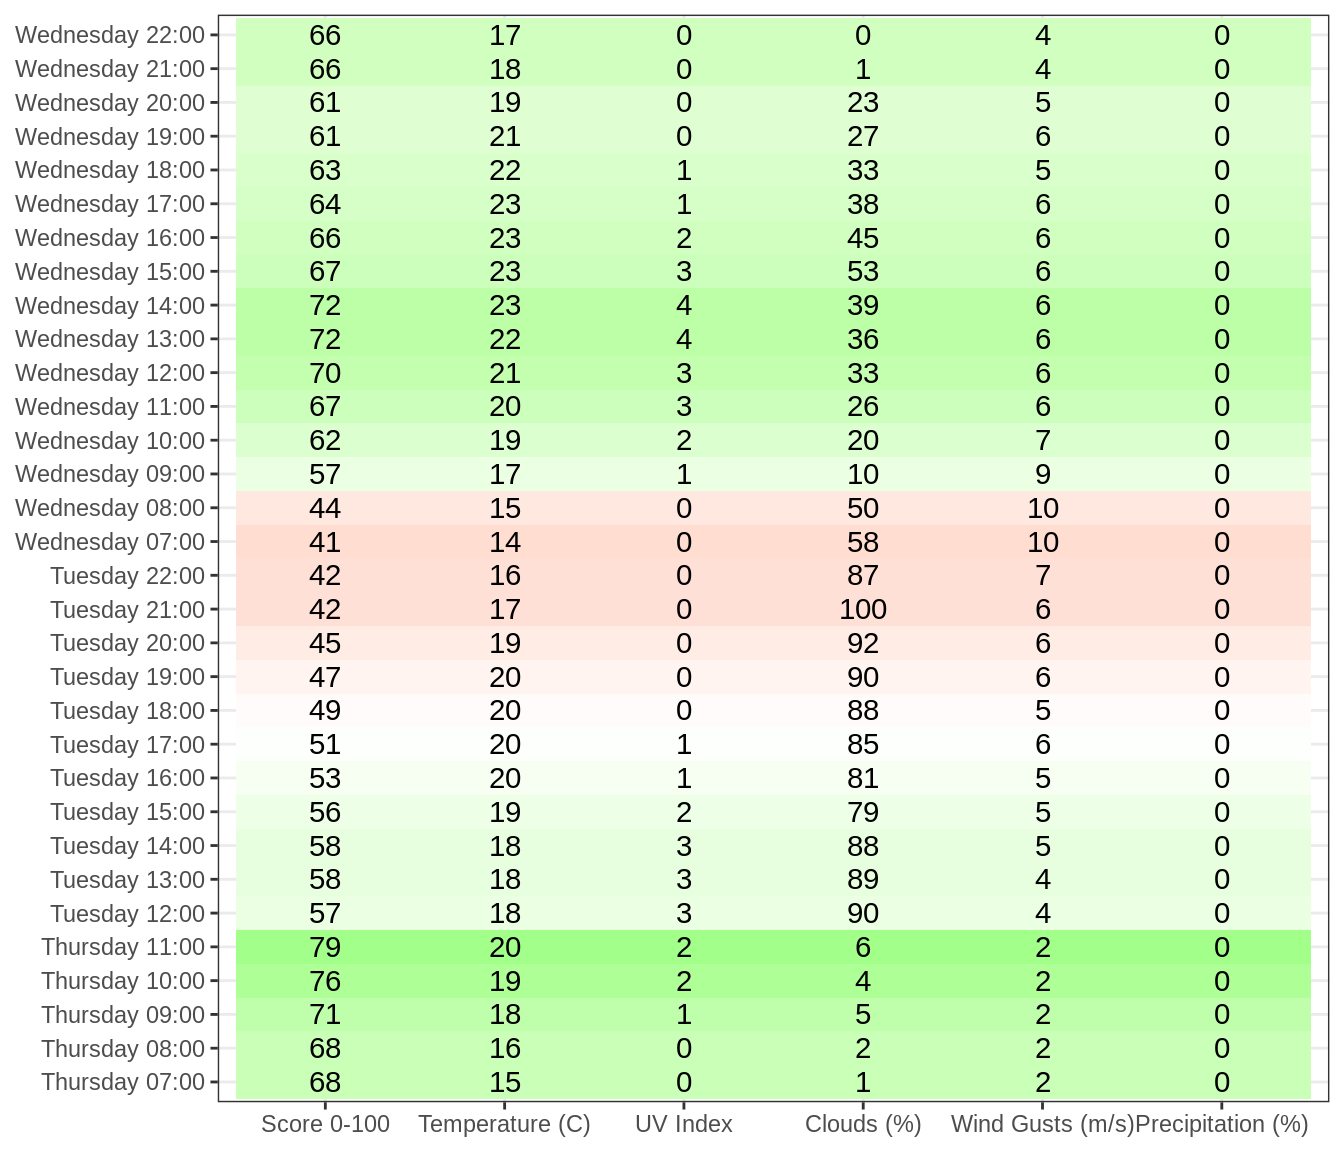 Wednesday 22:00 66 17 0 0 4 0
Wednesday 21:00 66 18 0 1 4 0
Wednesday 20:00 61 19 0 23 5 0
Wednesday 19:00 61 21 0 27 6 0
Wednesday 18:00 63 22 1 33 5 0
Wednesday 17:00 64 23 1 38 6 0
Wednesday 16:00 66 23 2 45 6 0
Wednesday 15:00 67 23 3 53 6 0
Wednesday 14:00 72 23 4 39 6 0
Wednesday 13:00 72 22 4 36 6 0
Wednesday 12:00 70 21 3 33 6 0
Wednesday 11:00 67 20 3 26 6 0
Wednesday 10:00 62 19 2 20 7 0
Wednesday 09:00 57 17 1 10 9 0
Wednesday 08:00 44 15 0 50 10 0
Wednesday 07:00 41 14 0 58 10 0
Tuesday 22:00 42 16 0 87 7 0
Tuesday 21:00 42 17 0 100 6 0
Tuesday 20:00 45 19 0 92 6 0
Tuesday 19:00 47 20 0 90 6 0
Tuesday 18:00 49 20 0 88 5 0
Tuesday 17:00 51 20 1 85 6 0
Tuesday 16:00 53 20 1 81 5 0
Tuesday 15:00 56 19 2 79 5 0
Tuesday 14:00 58 18 3 88 5 0
Tuesday 13:00 58 18 3 89 4 0
Tuesday 12:00 57 18 3 90 4 0
Thursday 11:00 79 20 2 6 2 0
Thursday 10:00 76 19 2 4 2 0
Thursday 09:00 71 18 1 5 2 0
Thursday 08:00 68 16 0 2 2 0
Thursday 07:00 68 15 0 1 2 0
Score 0-100 Temperature (C) UV Index Clouds (%) Wind Gusts (m/s) Precipitation (%)